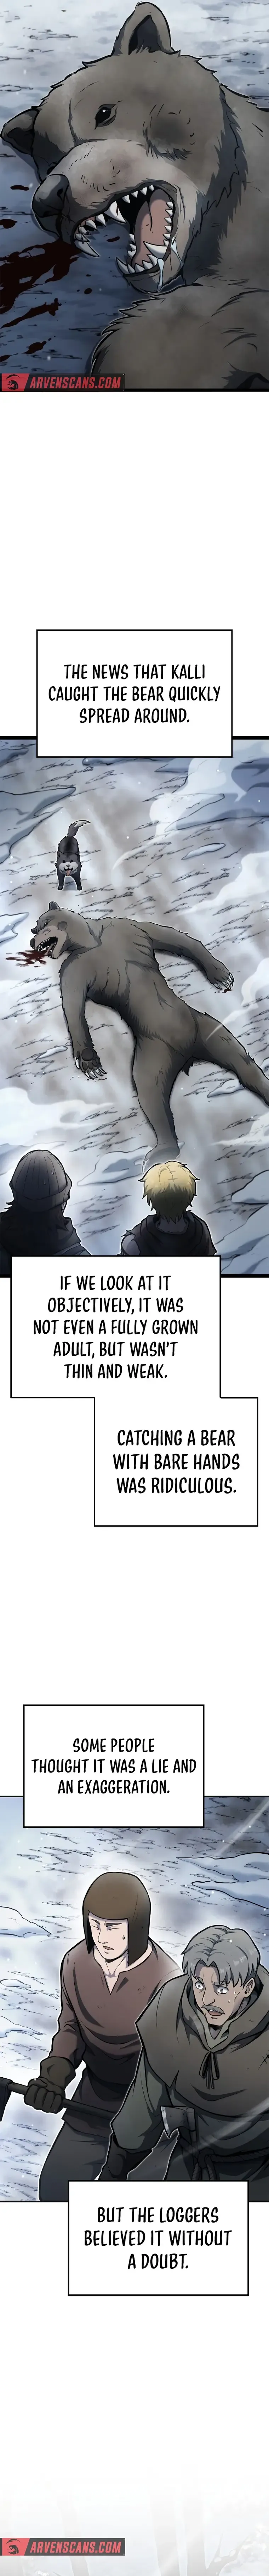 ARVENSCANS.COM
THE NEWS THAT KALLI
CAUGHT THE BEAR QUICKLY
SPREAD AROUND.
IF WE LOOK AT IT
OBJECTIVELY, IT WAS
NOT EVEN A FULLY GROWN
ADULT, BUT WASN'T
THIN AND WEAK.
CATCHING A BEAR
WITH BARE HANDS
WAS RIDICULOUS.
SOME PEOPLE
THOUGHT IT WAS A LIE AND
AN EXAGGERATION.
BUT THE LOGGERS
BELIEVED IT WITHOUT
A DOUBT.
ARVENSCANS.COM